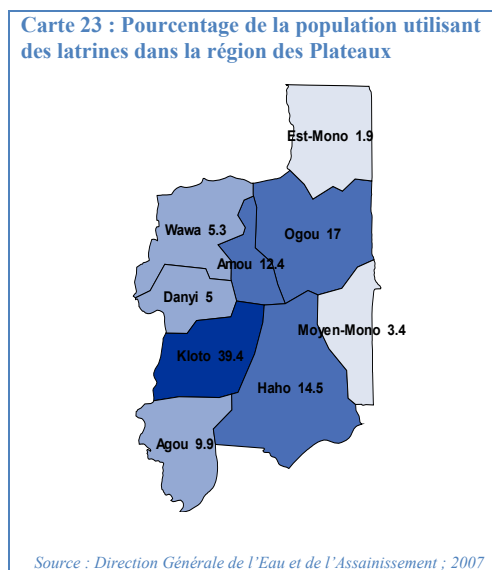 Carte 23 : Pourcentage de la population utilisant
des latrines dans la région des Plateaux
Est-Mono 1.9
Wawa 5.3
Ogou 17
Amou 12.4
Danyi 5
Moyen-Mono 3.4
Kloto 39.4
Haho 14.5
Agou 9.9
Source : Direction Générale de l'Eau et de l'Assainissement ; 2007